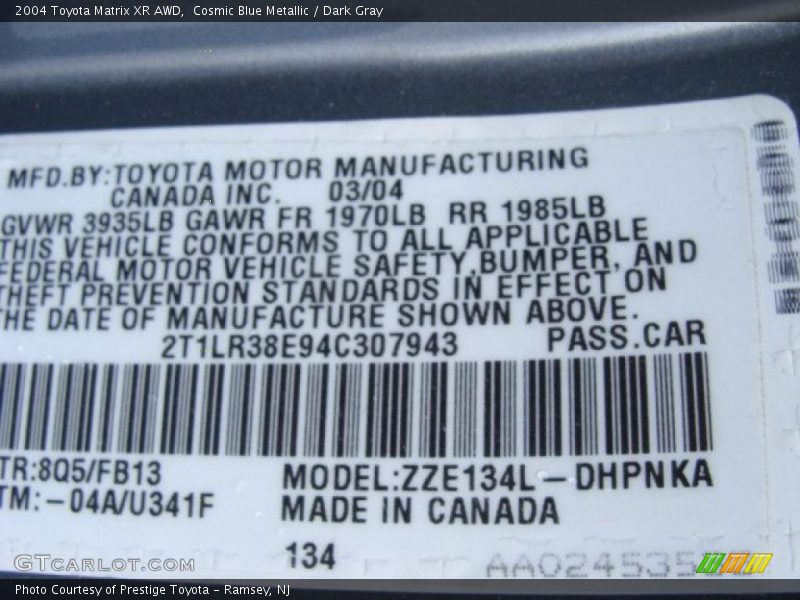 2004 Toyota Matrix XR AWD,  Cosmic Blue Metallic / Dark Gray
MFD.BY:TOYOTA MOTOR MANUFACTURING
CANADA INC.    03/04
GVWR 3935LB GAWR FR 1970LB  RR 1985LB
THIS VEHICLE CONFORMS TO ALL APPLICABLE
FEDERAL MOTOR VEHICLE SAFETY,BUMPER, AND
THEFT PREVENTION STANDARDS IN EFFECT ON
THE DATE OF MANUFACTURE SHOWN ABOVE.
2T1LR38E94C307943    PASS.CAR
TR:8Q5/FB13    MODEL:ZZE134L-DHPNKA
TM:-04A/U341F    MADE IN CANADA
134
AA024535
GTcarlot.com
Photo Courtesy of Prestige Toyota - Ramsey, NJ